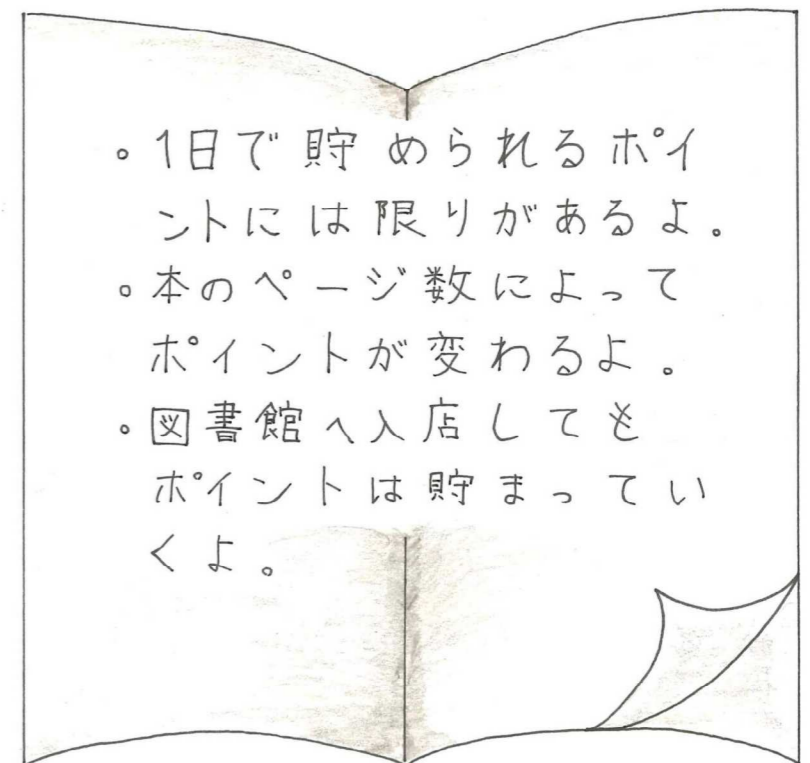 。1日で貯められるポイ
ントには限りがあるよ。
。本のページ数によって
ポイントが変わるよ。
。図書館へ入店しても
ポイントは貯まってい
くよ。